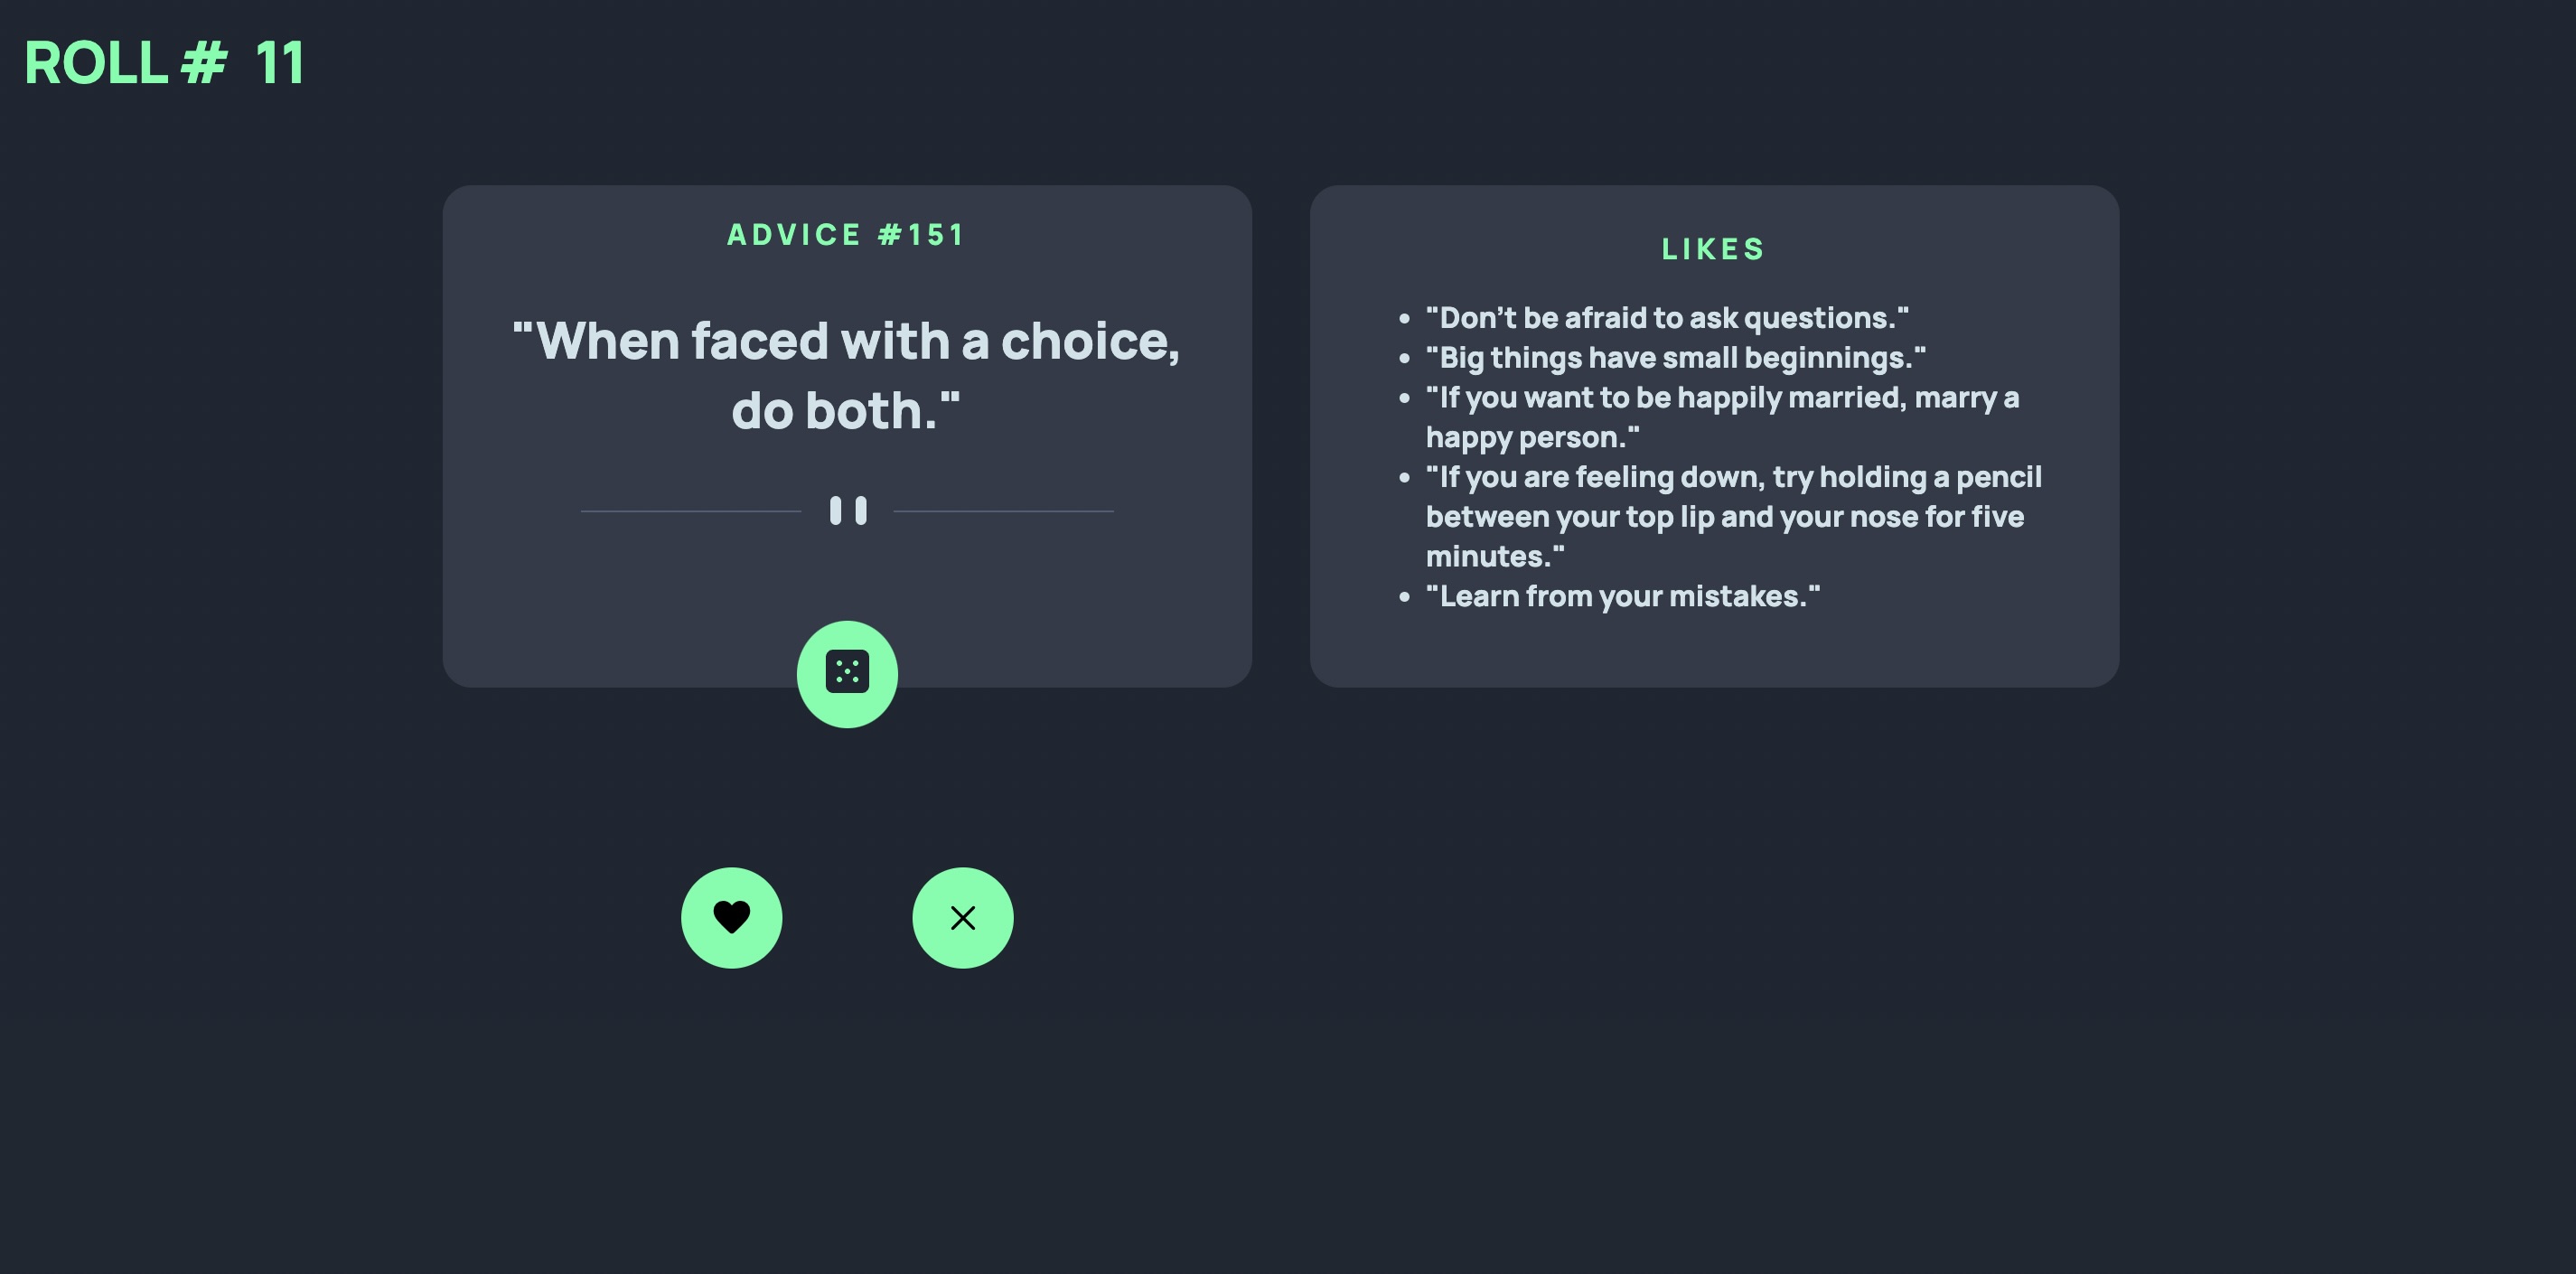 ROLL # 11
ADVICE #151
"When faced with a choice,
do both."
LIKES
• "Don't be afraid to ask questions."
• "Big things have small beginnings."
• "If you want to be happily married, marry a
happy person."
• "If you are feeling down, try holding a pencil
between your top lip and your nose for five
minutes."
• "Learn from your mistakes."